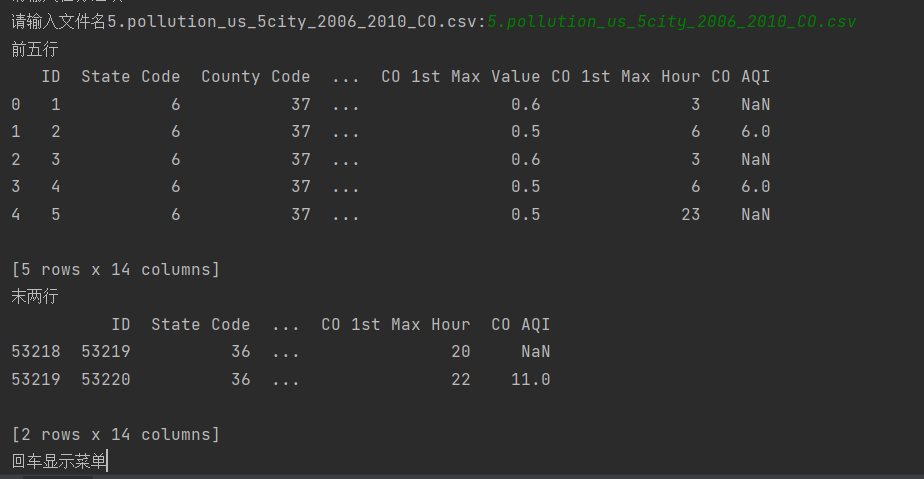 请输入文件名5.pollution_us_5city_2006_2010_CO.csv:5.pollution_us_5city_2006_2010_CO.csv
前五行
   ID  State Code  County Code  ...  CO 1st Max Value CO 1st Max Hour CO AQI
0   1           6           37  ...               0.6               3    NaN
1   2           6           37  ...               0.5               6    6.0
2   3           6           37  ...               0.6               3    NaN
3   4           6           37  ...               0.5               6    6.0
4   5           6           37  ...               0.5              23    NaN
[5 rows x 14 columns]
末两行
          ID  State Code  ...  CO 1st Max Hour  CO AQI
53218  53219          36  ...               20     NaN
53219  53220          36  ...               22    11.0
[2 rows x 14 columns]
回车显示菜单